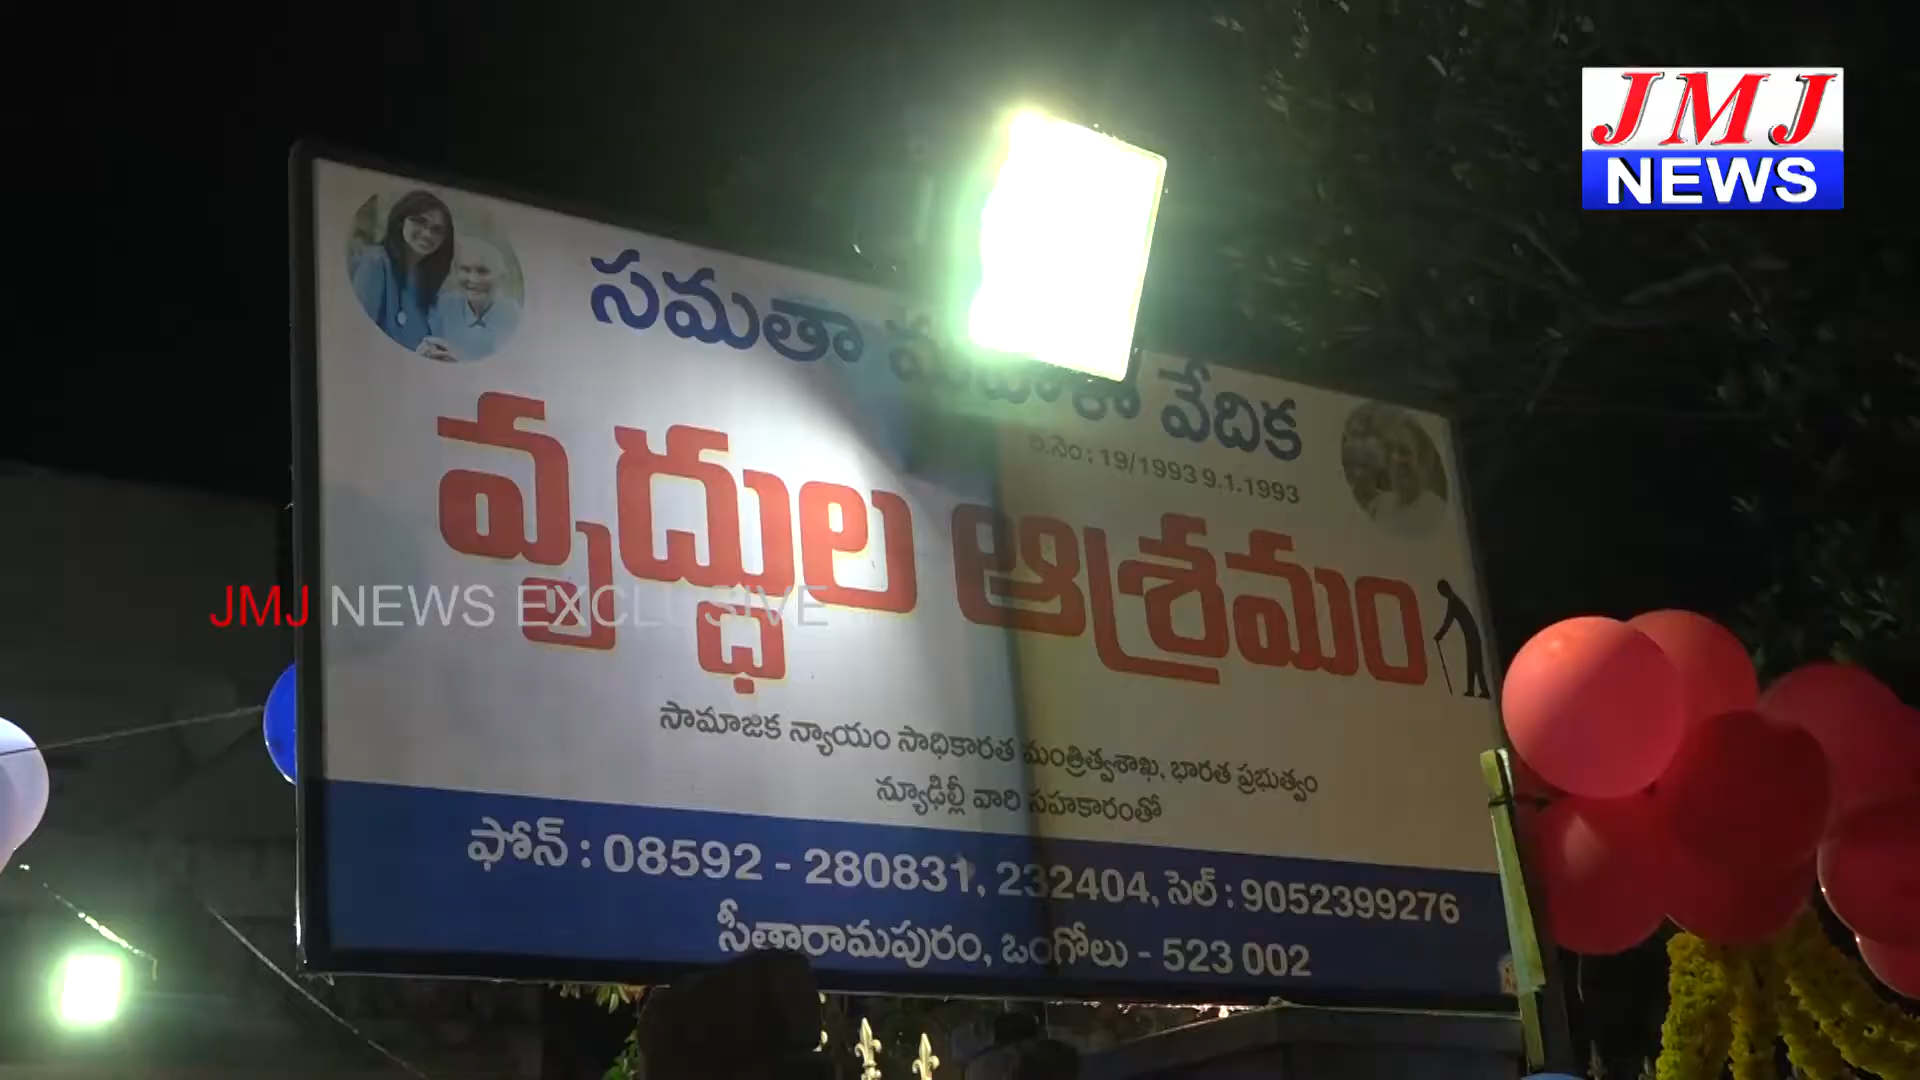 JMJ
NEWS
సమతా వేదిక
రి.నెం : 19/1993 9.1.1993
వృద్ధుల ఆశ్రమం
JMJ NEWS EXCLUSIVE
సామాజిక న్యాయం సాధికారత మంత్రిత్వశాఖ, భారత ప్రభుత్వం
న్యూఢిల్లీ వారి సహకారంతో
ఫోన్ : 08592 - 280831, 232404, సెల్ : 9052399276
సీతారామపురం, ఒంగోలు - 523 002